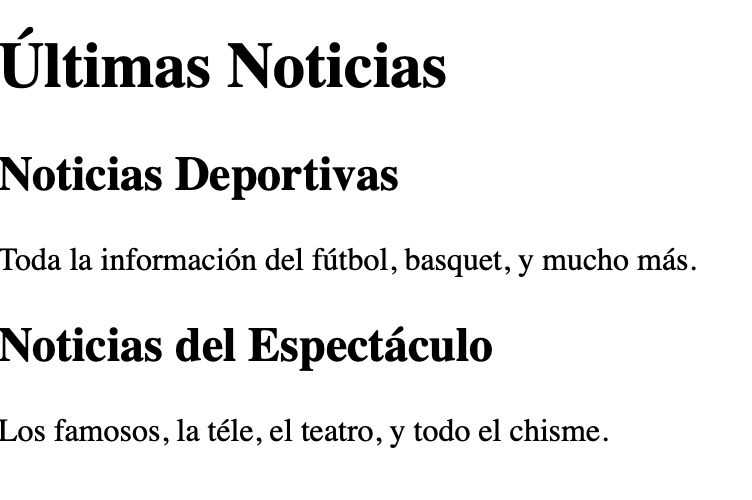 Últimas Noticias
Noticias Deportivas
Toda la información del fútbol, basquet, y mucho más.
Noticias del Espectáculo
Los famosos, la téle, el teatro, y todo el chisme.